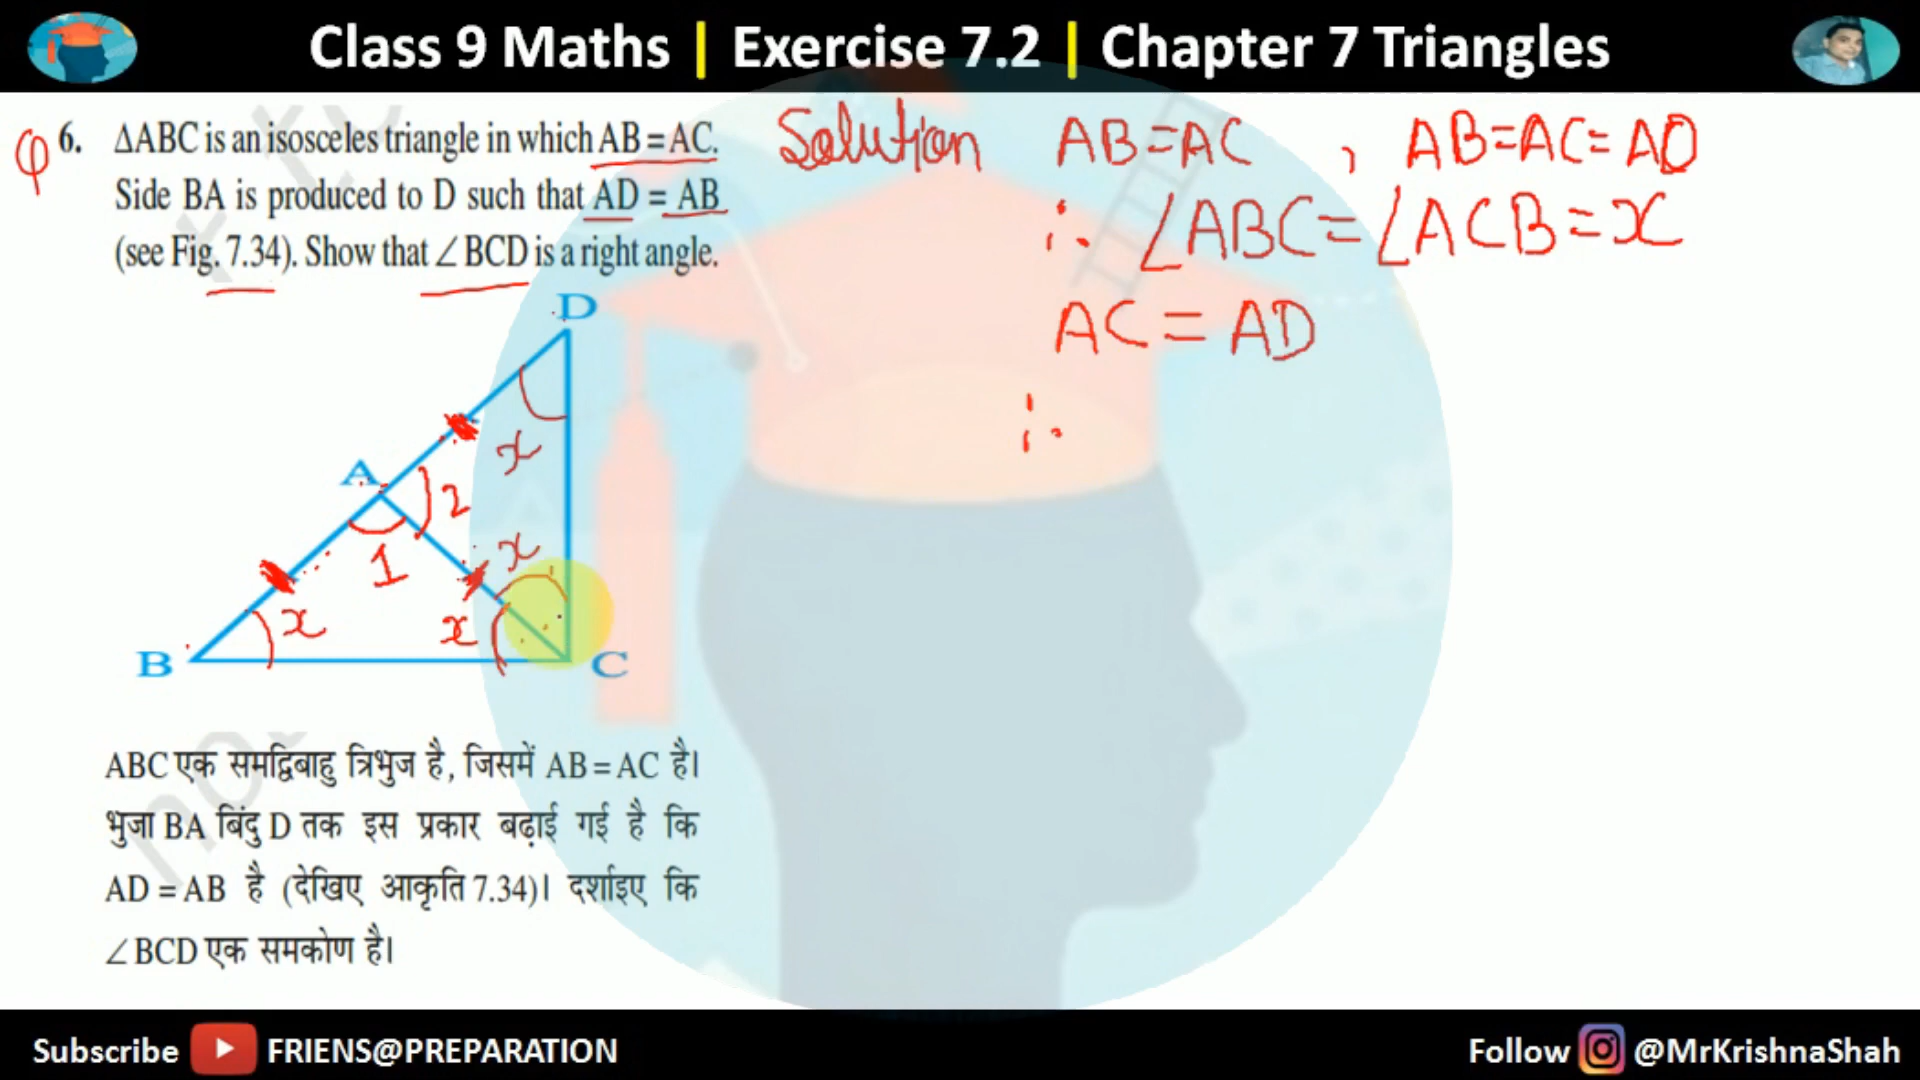 Class 9 Maths | Exercise 7.2 | Chapter 7 Triangles
φ 6. ΔABC is an isosceles triangle in which AB = AC.
Side BA is produced to D such that AD = AB
(see Fig. 7.34). Show that ∠BCD is a right angle.
Solution AB=AC , AB=AC=AD
∴ ∠ABC=∠ACB=x
AC=AD
∴
D
x
A
2
x
1
x
x
B
C
ABC एक समद्विबाहु त्रिभुज है, जिसमें AB = AC है।
भुजा BA बिंदु D तक इस प्रकार बढ़ाई गई है कि
AD = AB है (देखिए आकृति 7.34)। दर्शाइए कि
∠BCD एक समकोण है।
Subscribe FRIENS@PREPARATION
Follow @MrKrishnaShah